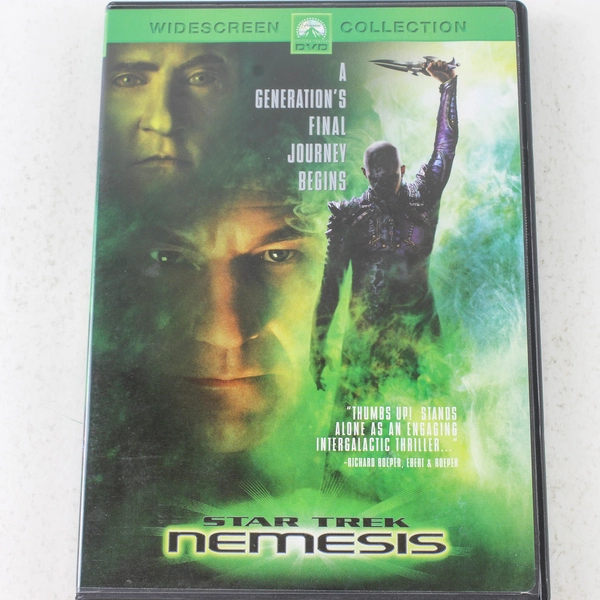 WIDESCREEN DVD COLLECTION
A
GENERATION'S
FINAL
JOURNEY
BEGINS
"THUMBS UP! STANDS
ALONE AS AN ENGAGING
INTERGALACTIC THRILLER..."
-RICHARD ROEPER, EBERT & ROEPER
STAR TREK
NEMESIS